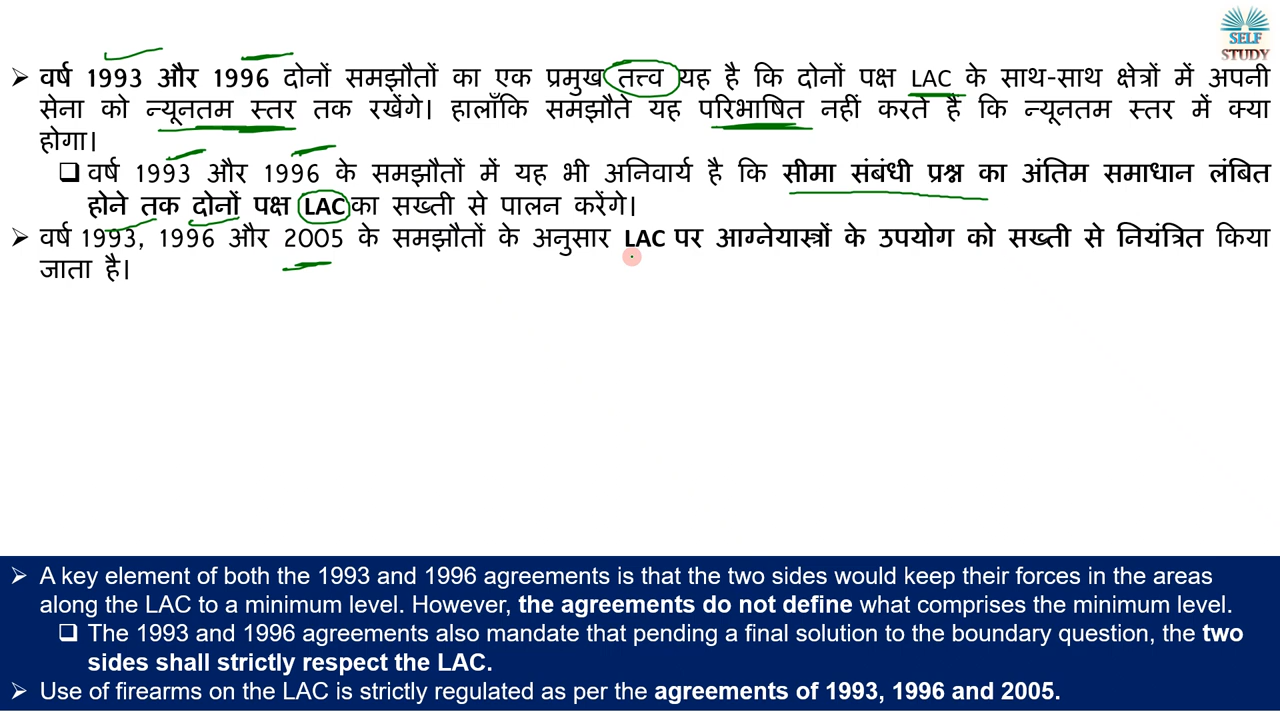 SELF
STUDY
➢ वर्ष 1993 और 1996 दोनों समझौतों का एक प्रमुख तत्त्व यह है कि दोनों पक्ष LAC के साथ-साथ क्षेत्रों में अपनी
सेना को न्यूनतम स्तर तक रखेंगे। हालाँकि समझौते यह परिभाषित नहीं करते हैं कि न्यूनतम स्तर में क्या
होगा।
❑ वर्ष 1993 और 1996 के समझौतों में यह भी अनिवार्य है कि सीमा संबंधी प्रश्न का अंतिम समाधान लंबित
होने तक दोनों पक्ष LAC का सख्ती से पालन करेंगे।
➢ वर्ष 1993, 1996 और 2005 के समझौतों के अनुसार LAC पर आग्नेयास्त्रों के उपयोग को सख्ती से नियंत्रित किया
जाता है।
➢ A key element of both the 1993 and 1996 agreements is that the two sides would keep their forces in the areas
along the LAC to a minimum level. However, the agreements do not define what comprises the minimum level.
❑ The 1993 and 1996 agreements also mandate that pending a final solution to the boundary question, the two
sides shall strictly respect the LAC.
➢ Use of firearms on the LAC is strictly regulated as per the agreements of 1993, 1996 and 2005.